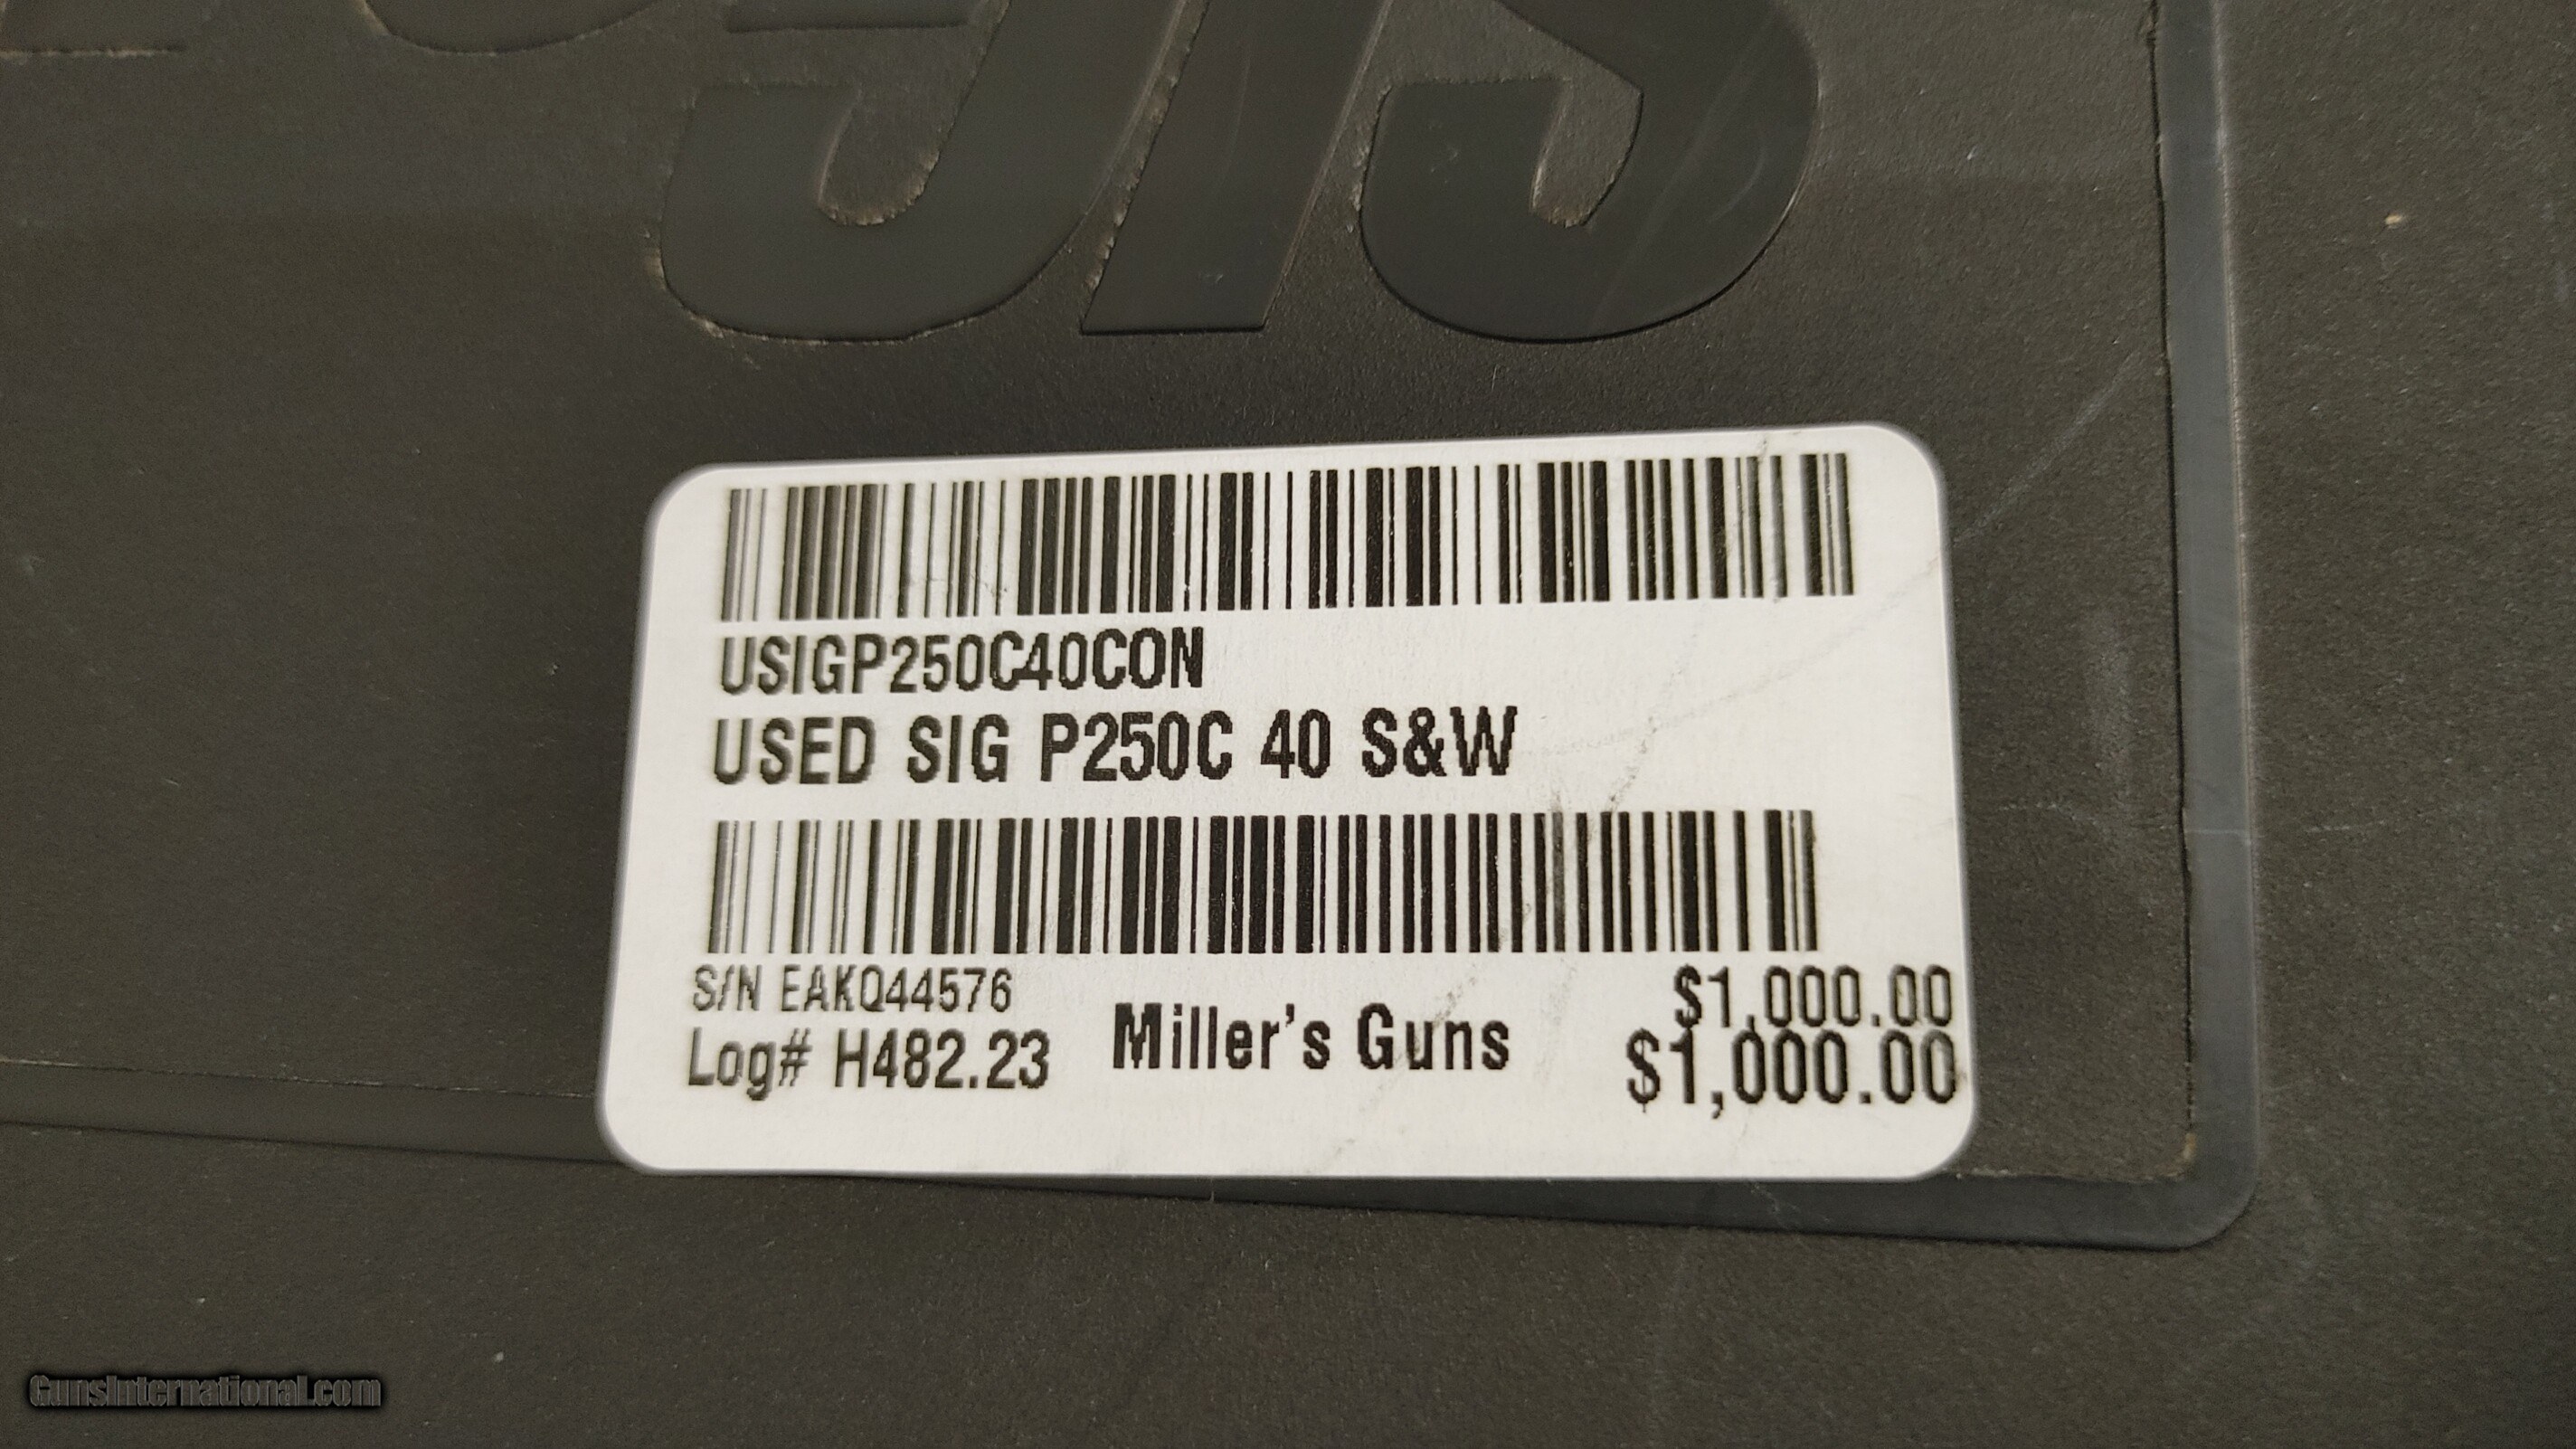 USIGP250C40CON
USED SIG P250C 40 S&W
S/N EAKQ44576
$1,000.00
Log# H482.23
Miller's Guns
$1,000.00
GunsInternational.com